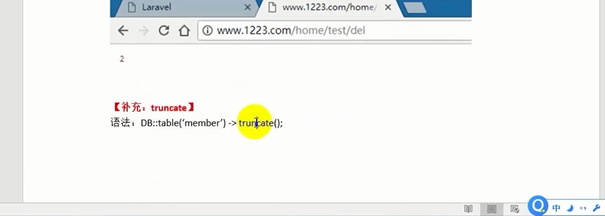 Laravel
www.1223.com/home/
www.1223.com/home/test/del
2
【补充：truncate】
语法：DB::table('member') -> truncate();
中